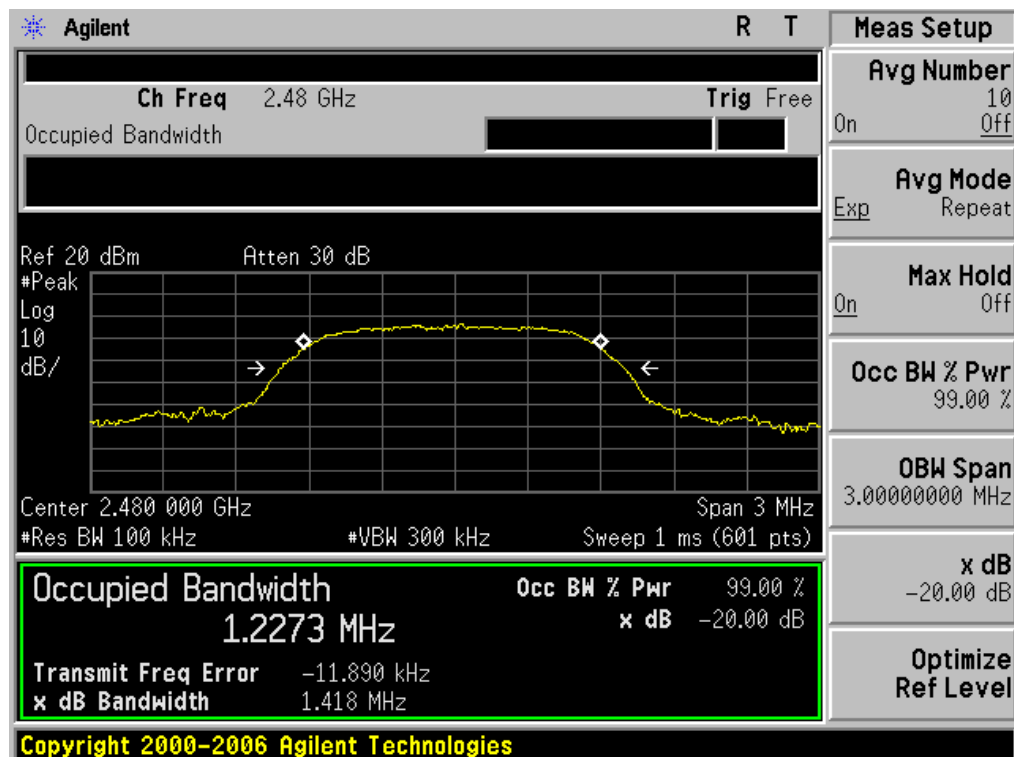 Agilent R T
Ch Freq 2.48 GHz Trig Free
Occupied Bandwidth
Ref 20 dBm Atten 30 dB
#Peak
Log
10
dB/
Center 2.480 000 GHz Span 3 MHz
#Res BW 100 kHz #VBW 300 kHz Sweep 1 ms (601 pts)
Occupied Bandwidth Occ BW % Pwr 99.00 %
1.2273 MHz x dB -20.00 dB
Transmit Freq Error -11.890 kHz
x dB Bandwidth 1.418 MHz
Copyright 2000-2006 Agilent Technologies
Meas Setup
Avg Number
10
On Off
Avg Mode
Exp Repeat
Max Hold
On Off
Occ BW % Pwr
99.00 %
OBW Span
3.00000000 MHz
x dB
-20.00 dB
Optimize
Ref Level